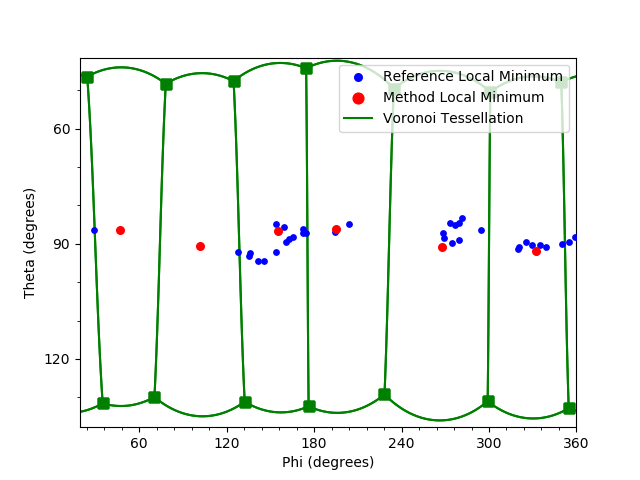 Reference Local Minimum
Method Local Minimum
Voronoi Tessellation
60
90
120
Theta (degrees)
60
120
180
240
300
360
Phi (degrees)